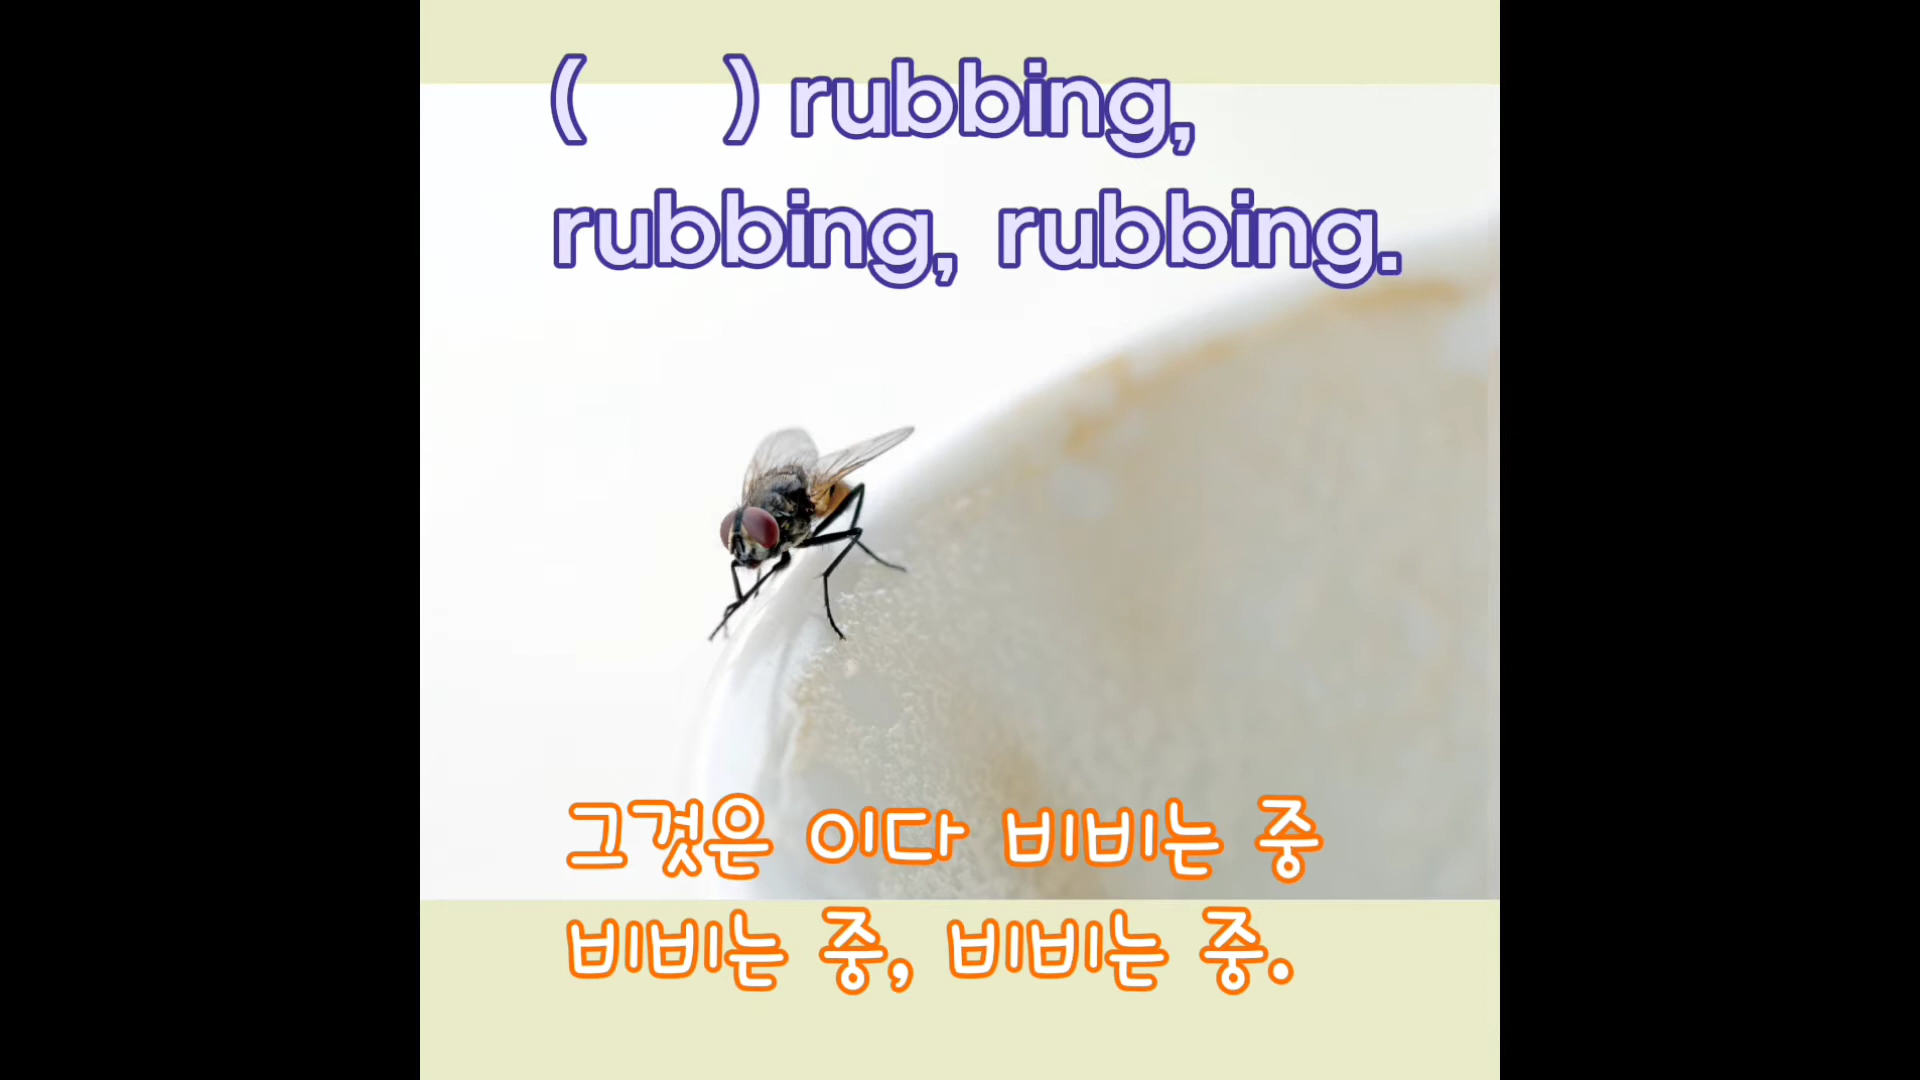 (      ) rubbing,
rubbing, rubbing.
그것은 이다 비비는 중
비비는 중, 비비는 중.